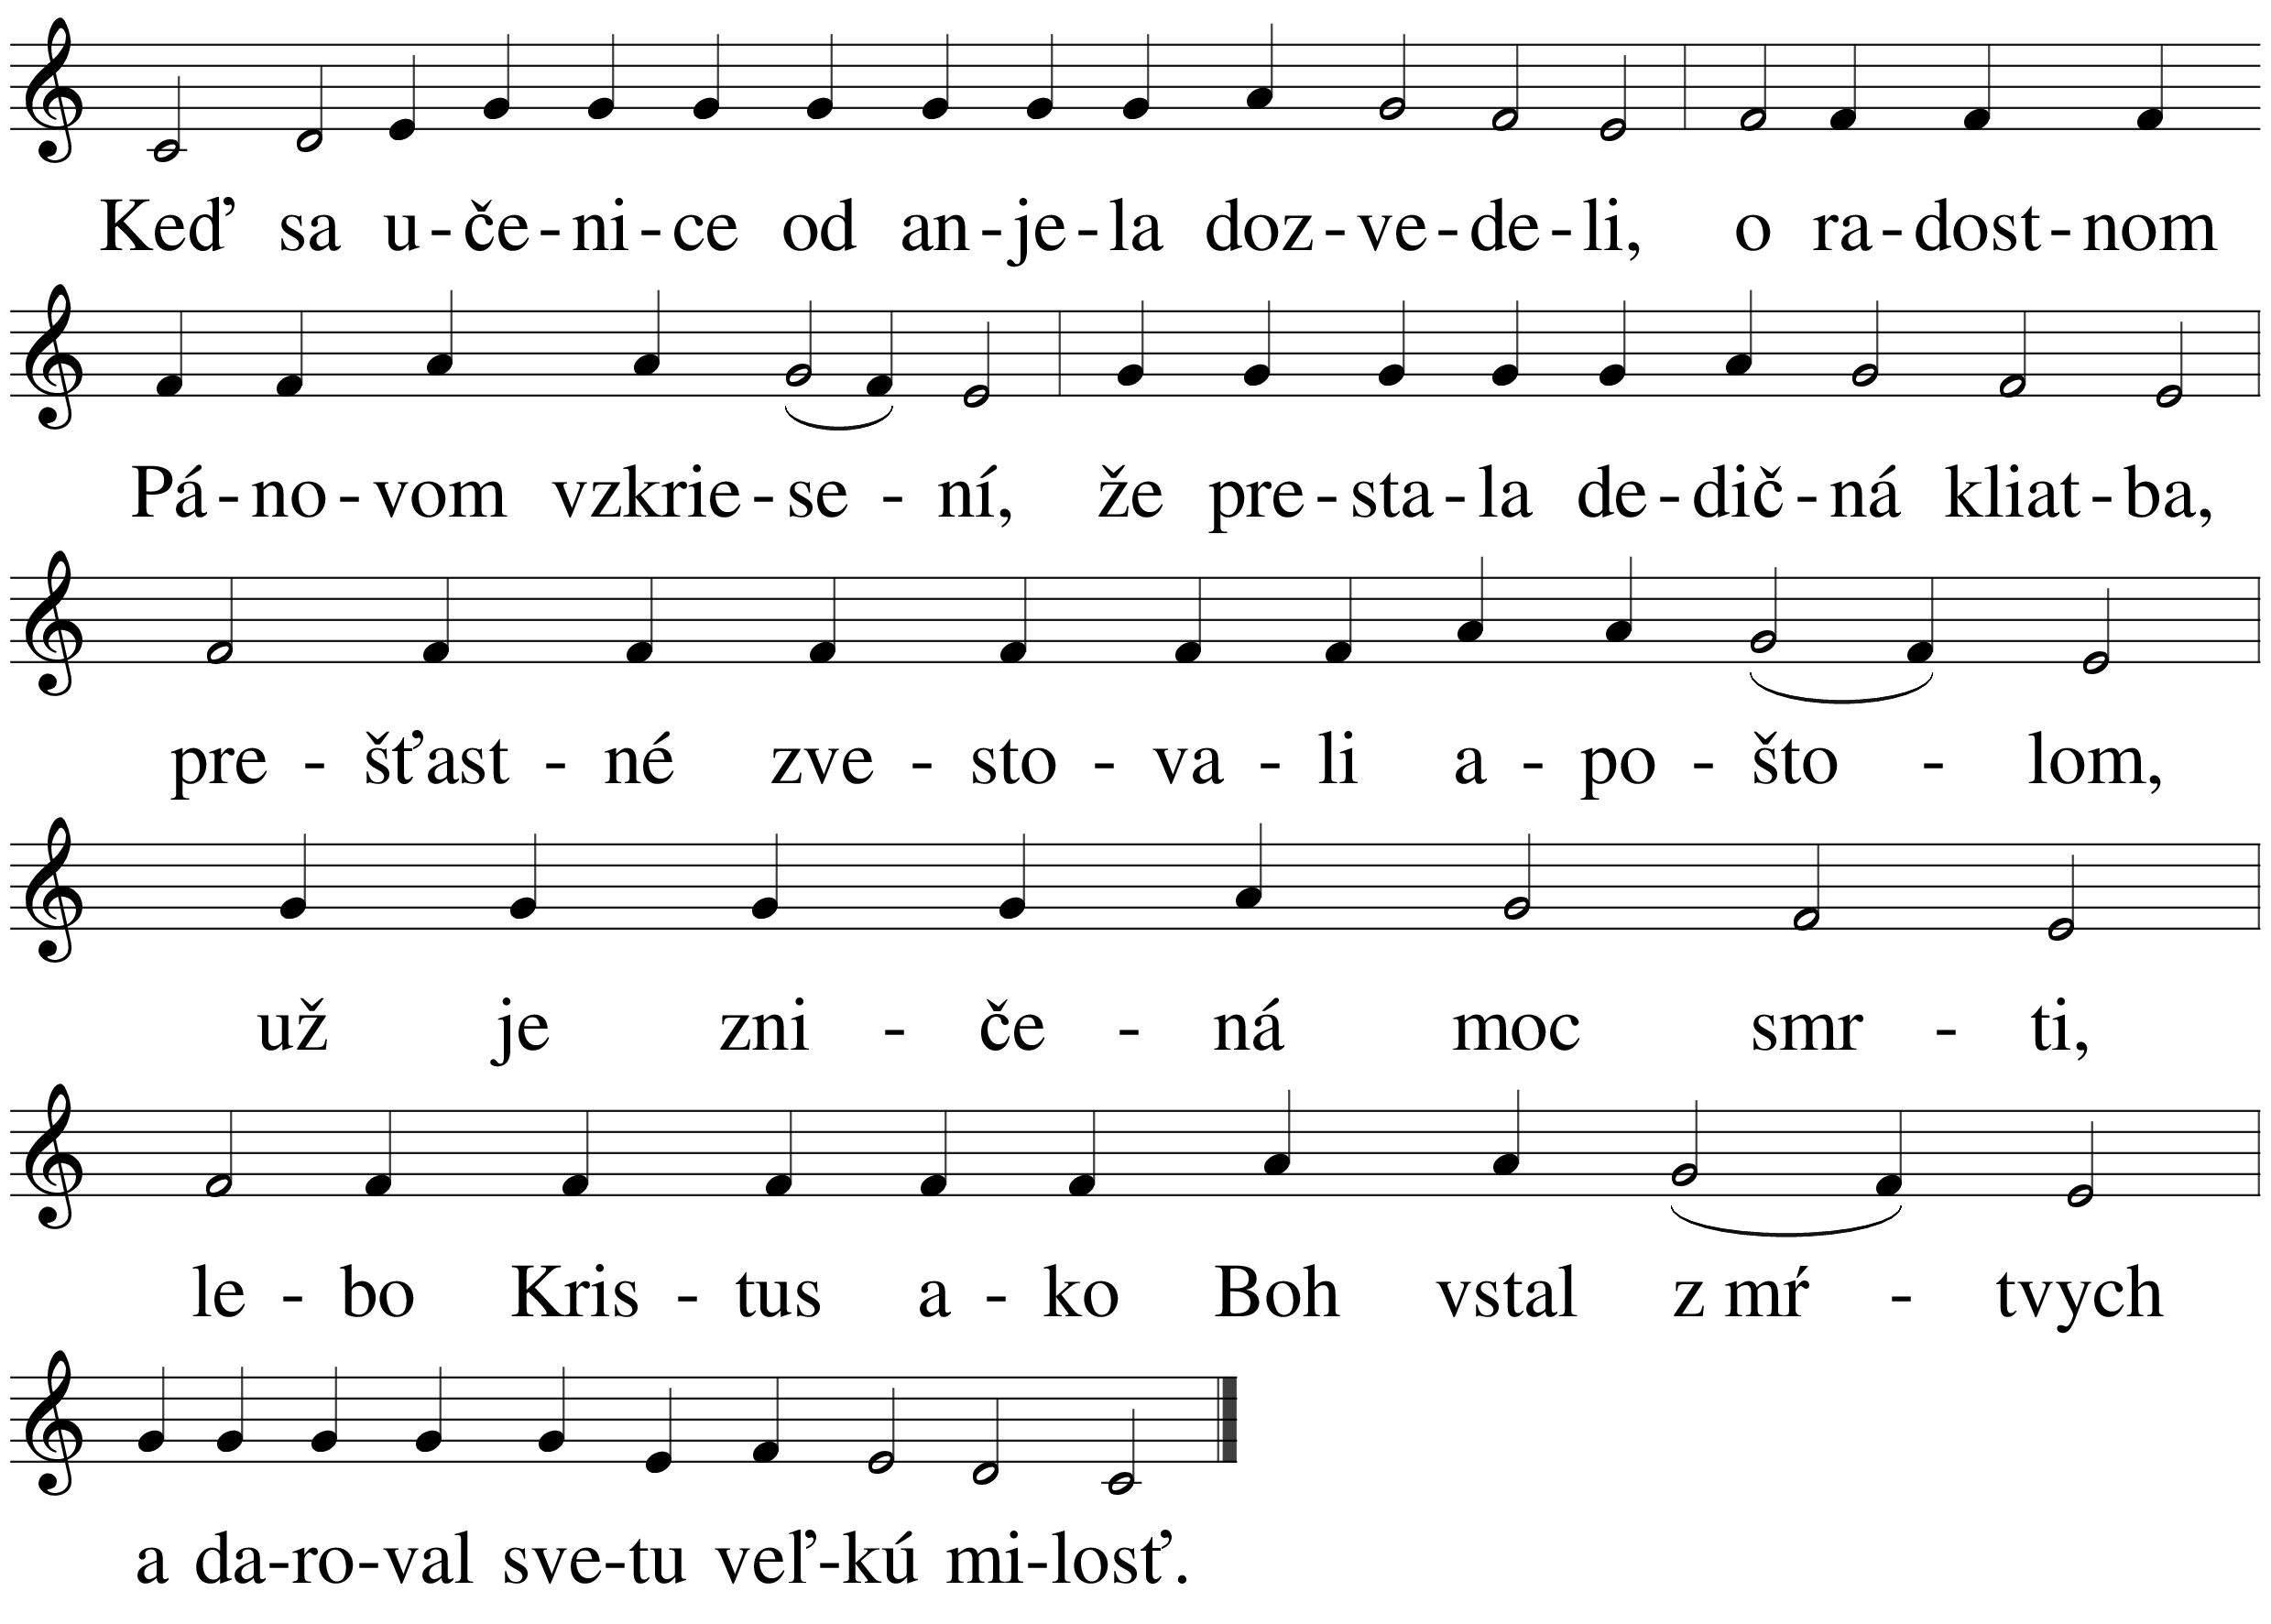 Keď sa u-če-ni-ce od an-je-la doz-ve-de-li, o ra-dost-nom
Pá-no-vom vzkrie-se - ní, že pre-sta-la de-dič-ná kliat-ba,
pre - šťast - né zve - sto - va - li a - po - što - lom,
už je zni - če - ná moc smr - ti,
le - bo Kris - tus a - ko Boh vstal z mŕ - tvych
a da-ro-val sve-tu veľ-kú mi-losť.